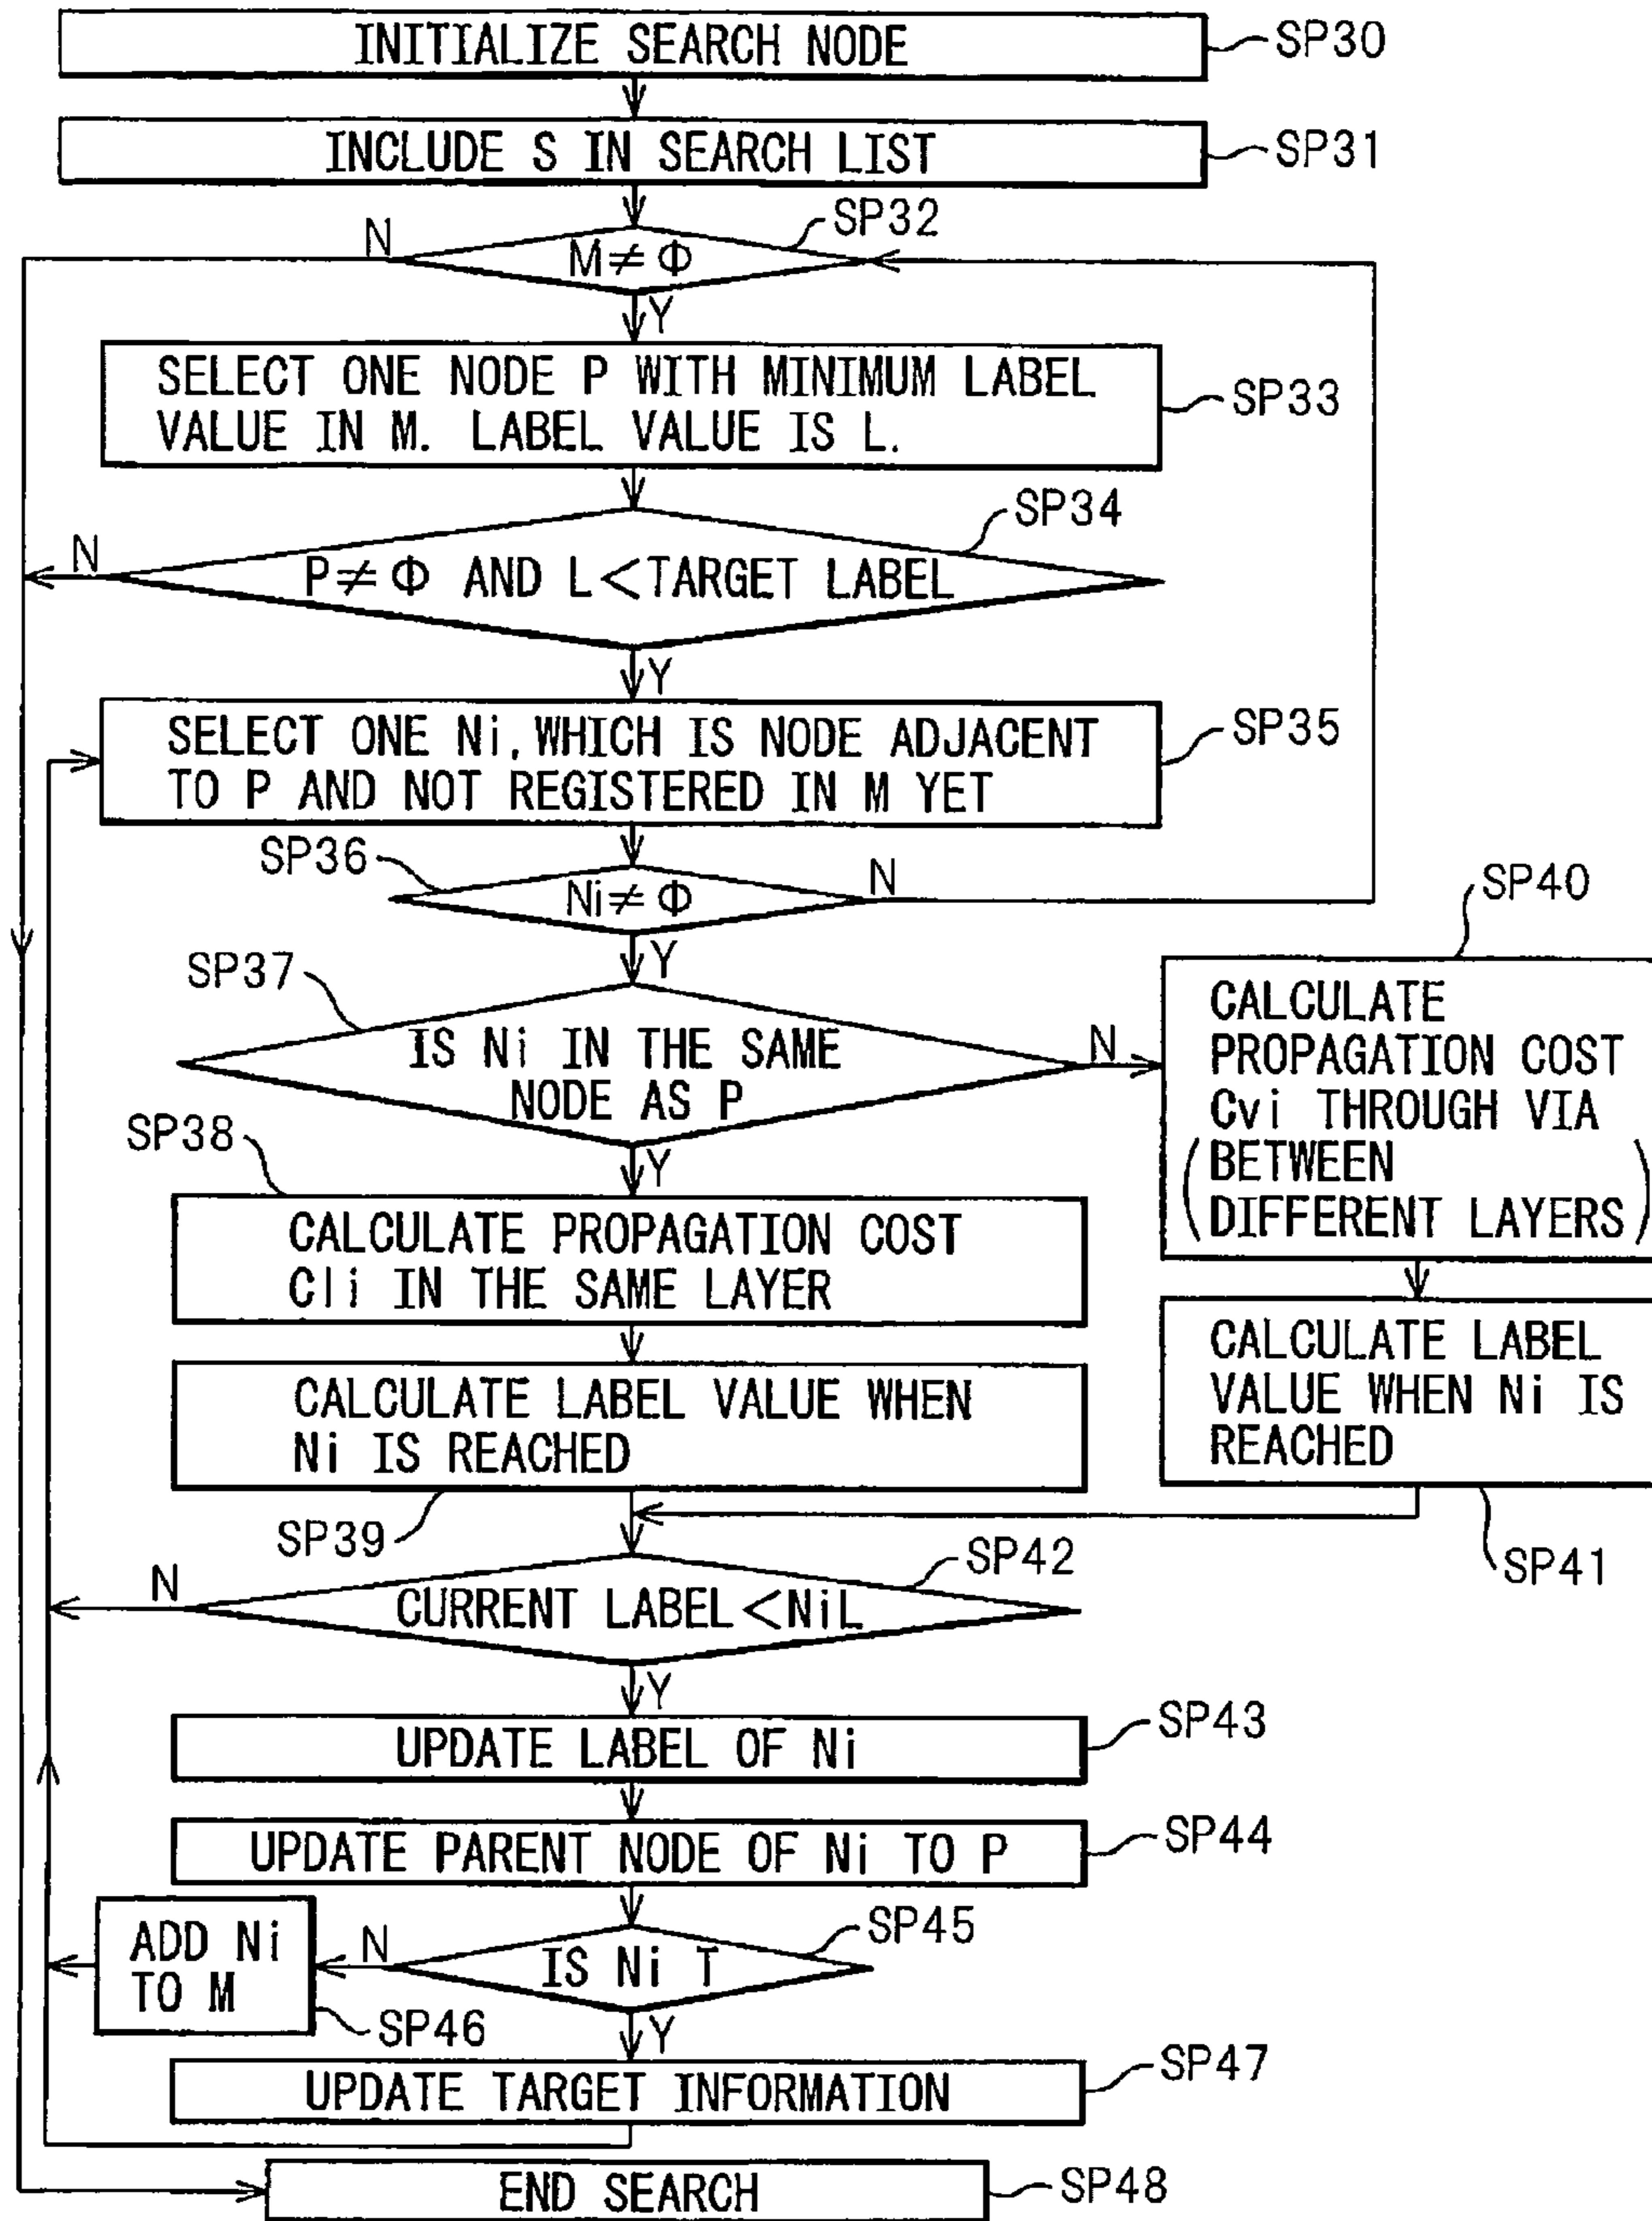 INITIALIZE SEARCH NODE
SP30
INCLUDE S IN SEARCH LIST
SP31
SP32
N
M≠Φ
Y
SELECT ONE NODE P WITH MINIMUM LABEL
VALUE IN M. LABEL VALUE IS L.
SP33
SP34
N
P≠Φ AND L<TARGET LABEL
Y
SELECT ONE Ni, WHICH IS NODE ADJACENT
TO P AND NOT REGISTERED IN M YET
SP35
SP36
Ni≠Φ
N
Y
SP40
SP37
IS Ni IN THE SAME
NODE AS P
N
Y
CALCULATE
PROPAGATION COST
Cvi THROUGH VIA
(BETWEEN
DIFFERENT LAYERS)
SP38
CALCULATE PROPAGATION COST
Cli IN THE SAME LAYER
CALCULATE LABEL VALUE WHEN
Ni IS REACHED
CALCULATE LABEL
VALUE WHEN Ni IS
REACHED
SP39
SP41
SP42
N
CURRENT LABEL<NiL
Y
UPDATE LABEL OF Ni
SP43
UPDATE PARENT NODE OF Ni TO P
SP44
ADD Ni
TO M
SP46
N
IS Ni T
SP45
Y
UPDATE TARGET INFORMATION
SP47
END SEARCH
SP48